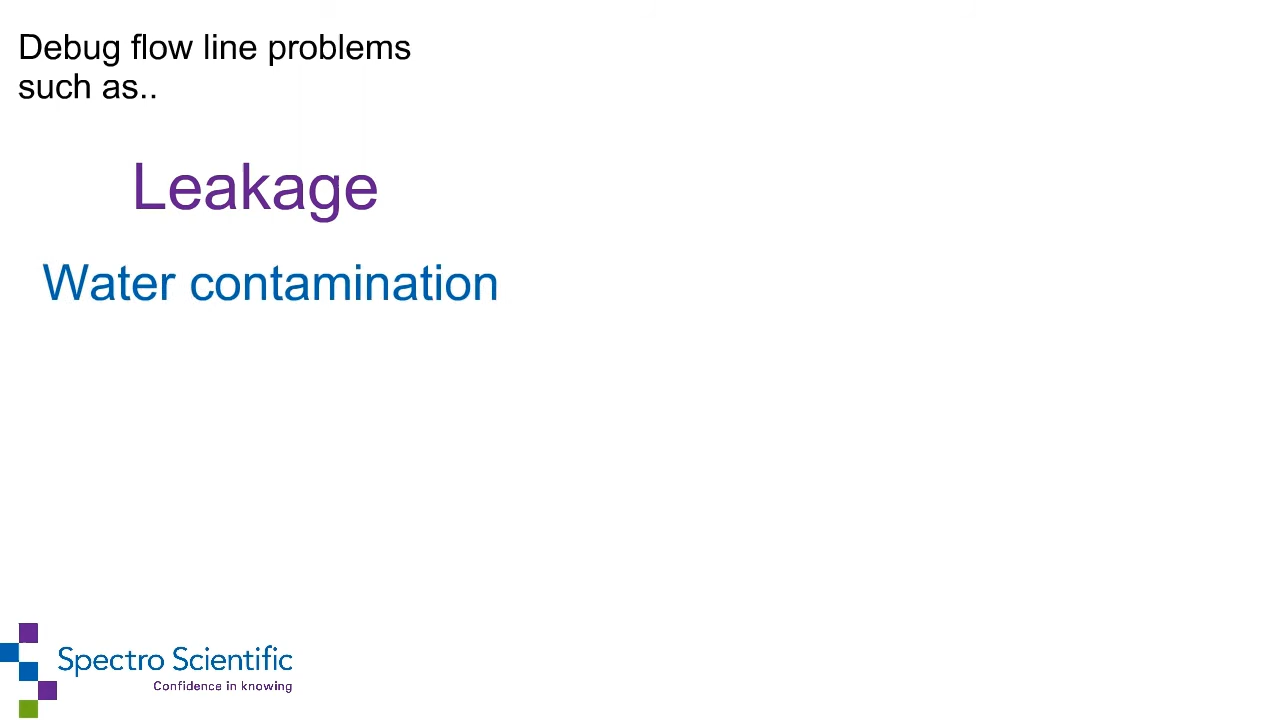 Debug flow line problems
such as..
Leakage
Water contamination
Spectro Scientific
Confidence in knowing